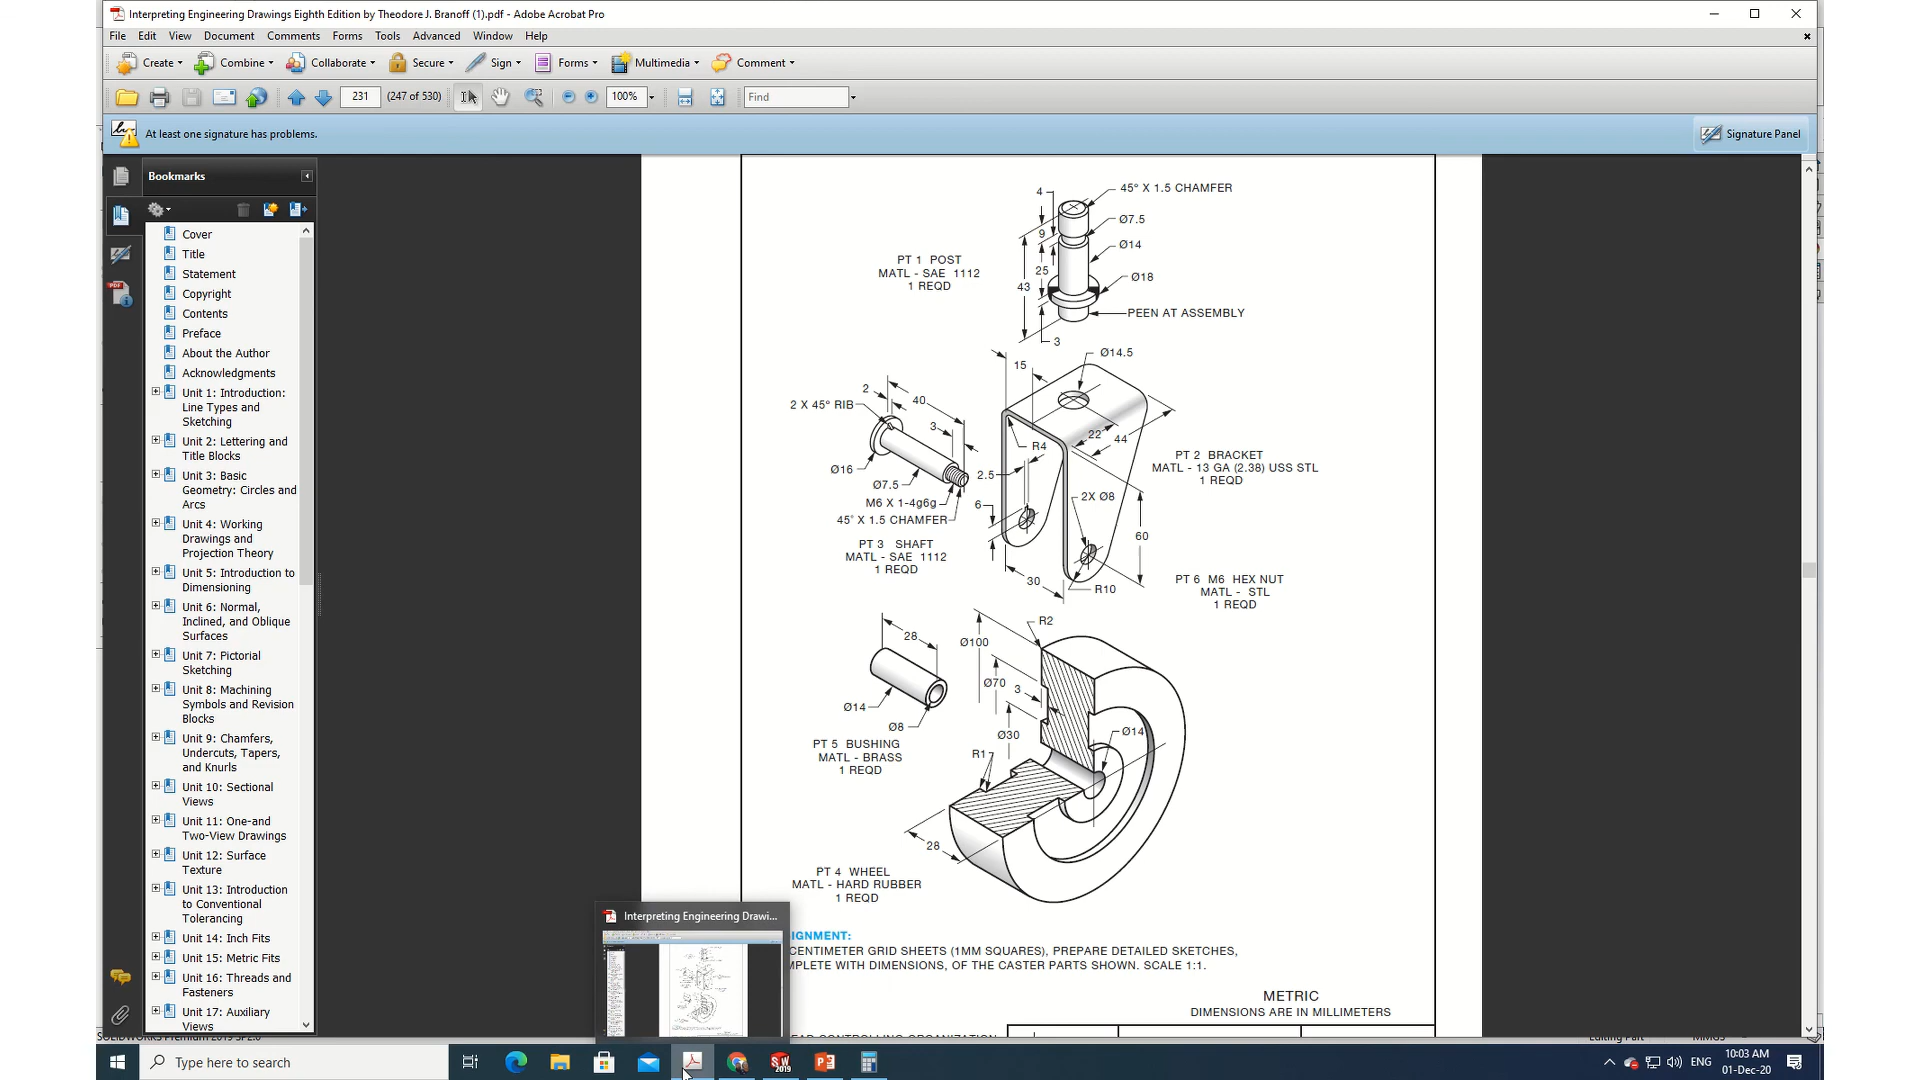 Interpreting Engineering Drawings Eighth Edition by Theodore J. Branoff (1).pdf - Adobe Acrobat Pro
File Edit View Document Comments Forms Tools Advanced Window Help
Create Combine Collaborate Secure Sign Forms Multimedia Comment
231 (247 of 530) 100% Find
At least one signature has problems.
Signature Panel
Bookmarks
Cover
Title
Statement
Copyright
Contents
Preface
About the Author
Acknowledgments
Unit 1: Introduction:
Line Types and
Sketching
Unit 2: Lettering and
Title Blocks
Unit 3: Basic
Geometry: Circles and
Arcs
Unit 4: Working
Drawings and
Projection Theory
Unit 5: Introduction to
Dimensioning
Unit 6: Normal,
Inclined, and Oblique
Surfaces
Unit 7: Pictorial
Sketching
Unit 8: Machining
Symbols and Revision
Blocks
Unit 9: Chamfers,
Undercuts, Tapers,
and Knurls
Unit 10: Sectional
Views
Unit 11: One-and
Two-View Drawings
Unit 12: Surface
Texture
Unit 13: Introduction
to Conventional
Tolerancing
Unit 14: Inch Fits
Unit 15: Metric Fits
Unit 16: Threads and
Fasteners
Unit 17: Auxiliary
Views
4
45° X 1.5 CHAMFER
Ø7.5
9
Ø14
25
Ø18
43
PEEN AT ASSEMBLY
3
PT 1 POST
MATL - SAE 1112
1 REQD
15
Ø14.5
2
40
2 X 45° RIB
3
R4
22
44
Ø16
2.5
Ø7.5
M6 X 1-4g6g
6
2X Ø8
45° X 1.5 CHAMFER
60
PT 3 SHAFT
MATL - SAE 1112
1 REQD
30
R10
PT 2 BRACKET
MATL - 13 GA (2.38) USS STL
1 REQD
PT 6 M6 HEX NUT
MATL - STL
1 REQD
28
Ø14
Ø8
PT 5 BUSHING
MATL - BRASS
1 REQD
R2
Ø100
Ø70
3
Ø30
Ø14
R1
28
PT 4 WHEEL
MATL - HARD RUBBER
1 REQD
Interpreting Engineering Drawi...
IGNMENT:
CENTIMETER GRID SHEETS (1MM SQUARES), PREPARE DETAILED SKETCHES,
MPLETE WITH DIMENSIONS, OF THE CASTER PARTS SHOWN. SCALE 1:1.
METRIC
DIMENSIONS ARE IN MILLIMETERS
Type here to search
SW
2019
ENG
10:03 AM
01-Dec-20